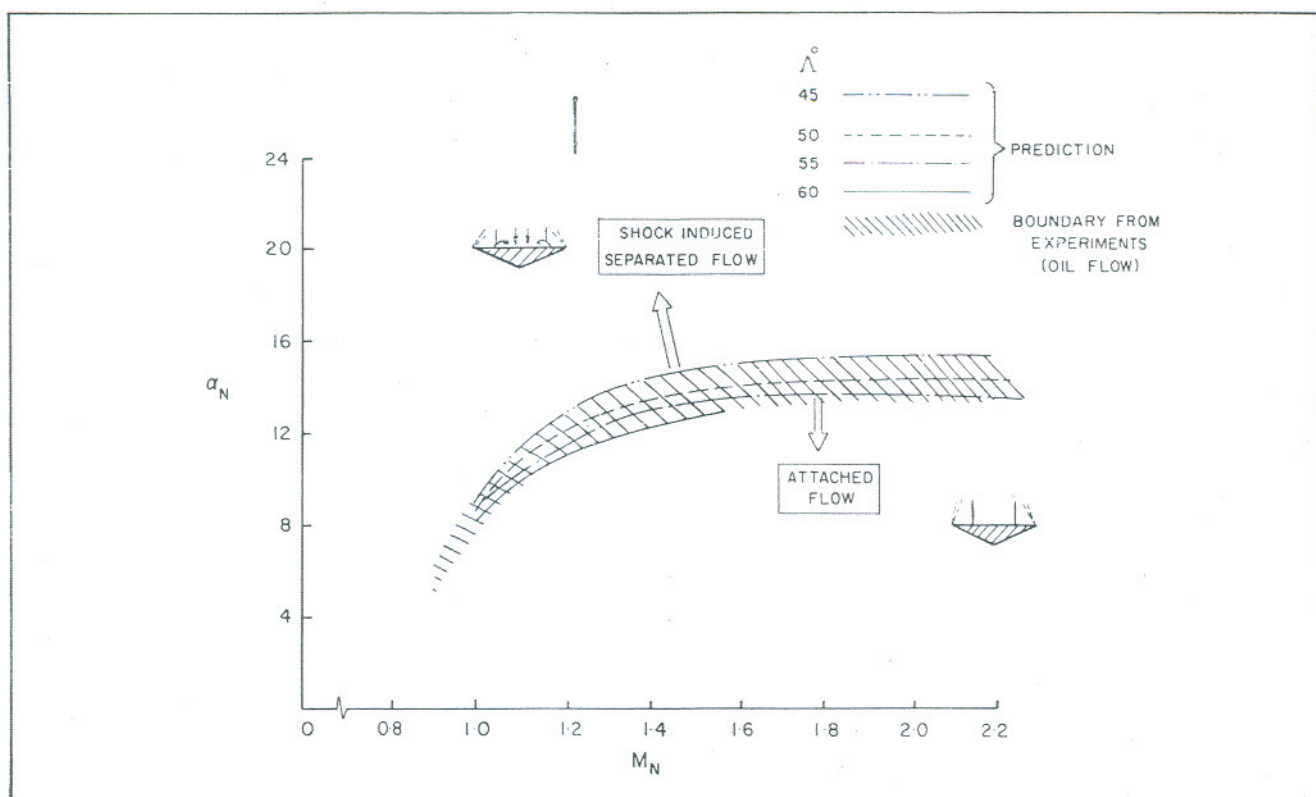 Λ°
45
50
55
60
PREDICTION
BOUNDARY FROM
EXPERIMENTS
(OIL FLOW)
SHOCK INDUCED
SEPARATED FLOW
ATTACHED
FLOW
24
20
16
12
8
4
αN
0
0·8
1·0
1·2
1·4
1·6
1·8
2·0
2·2
MN